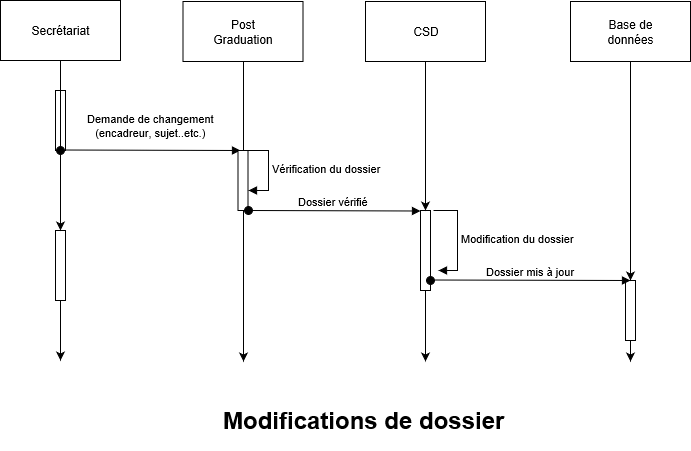 Secrétariat
Post
Graduation
CSD
Base de
données
Demande de changement
(encadreur, sujet..etc.)
Vérification du dossier
Dossier vérifié
Modification du dossier
Dossier mis à jour
Modifications de dossier